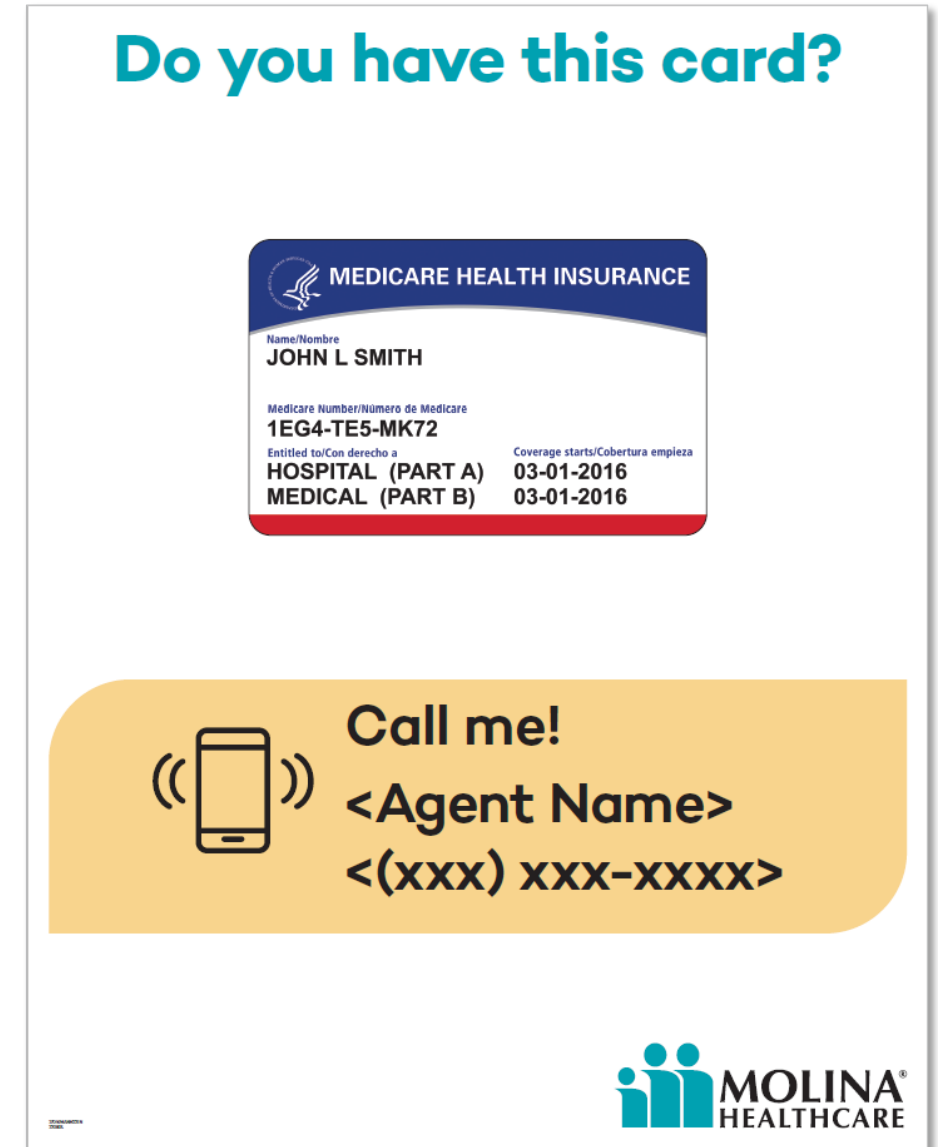 Do you have this card?
MEDICARE HEALTH INSURANCE
Name/Nombre
JOHN L SMITH
Medicare Number/Número de Medicare
1EG4-TE5-MK72
Entitled to/Con derecho a Coverage starts/Cobertura empieza
HOSPITAL (PART A) 03-01-2016
MEDICAL (PART B) 03-01-2016
Call me!
<Agent Name>
<(xxx) xxx-xxxx>
MOLINA®
HEALTHCARE